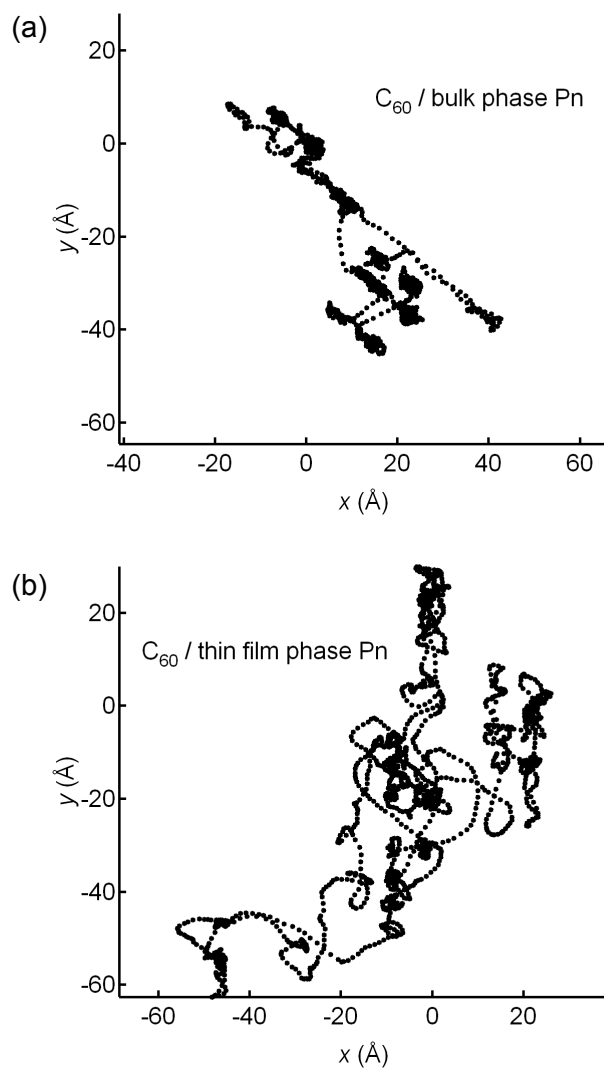 (a)
20
C60 / bulk phase Pn
0
-20
y (Å)
-40
-60
-40 -20 0 20 40 60
x (Å)
(b)
20
C60 / thin film phase Pn
0
-20
y (Å)
-40
-60
-60 -40 -20 0 20
x (Å)